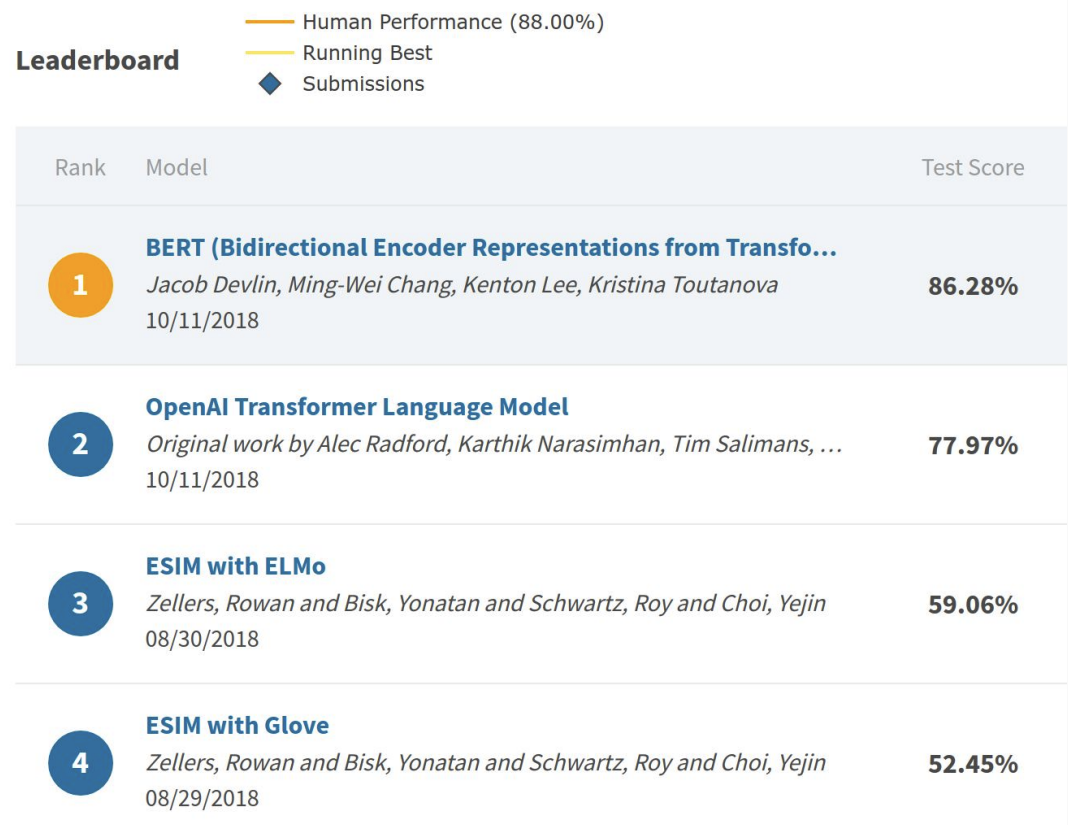 Human Performance (88.00%)
Leaderboard
Running Best
Submissions
Rank Model Test Score
BERT (Bidirectional Encoder Representations from Transfo...
1
Jacob Devlin, Ming-Wei Chang, Kenton Lee, Kristina Toutanova
86.28%
10/11/2018
OpenAI Transformer Language Model
2
Original work by Alec Radford, Karthik Narasimhan, Tim Salimans, ...
77.97%
10/11/2018
ESIM with ELMo
3
Zellers, Rowan and Bisk, Yonatan and Schwartz, Roy and Choi, Yejin
59.06%
08/30/2018
ESIM with Glove
4
Zellers, Rowan and Bisk, Yonatan and Schwartz, Roy and Choi, Yejin
52.45%
08/29/2018